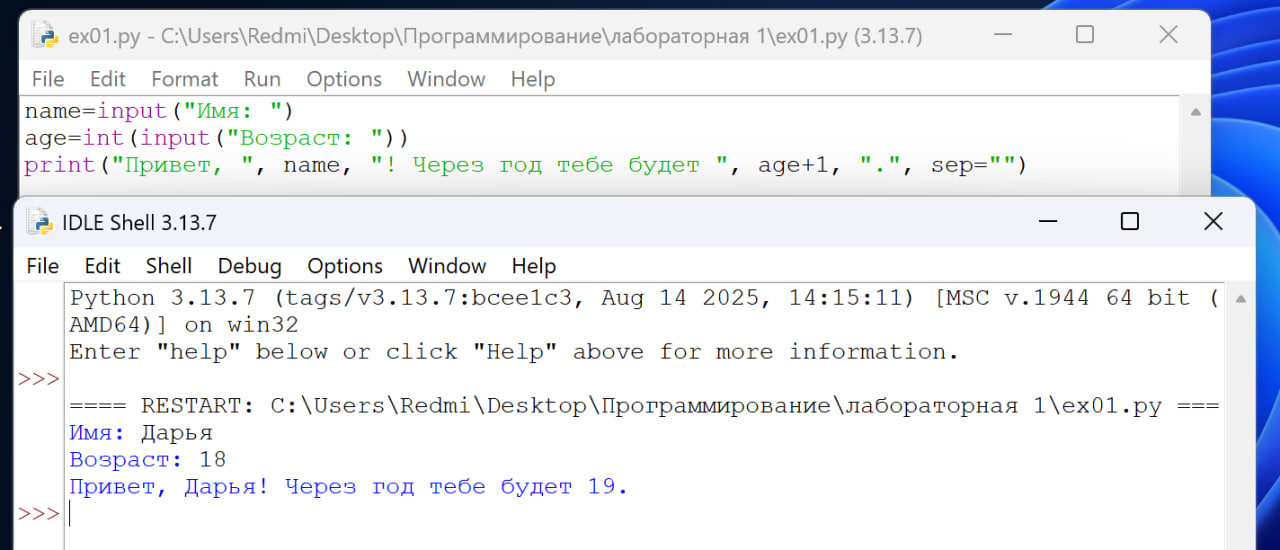 ex01.py - C:\Users\Redmi\Desktop\Программирование\лабораторная 1\ex01.py (3.13.7)
File Edit Format Run Options Window Help
name=input("Имя: ")
age=int(input("Возраст: "))
print("Привет, ", name, "! Через год тебе будет ", age+1, ".", sep="")
IDLE Shell 3.13.7
File Edit Shell Debug Options Window Help
Python 3.13.7 (tags/v3.13.7:bcee1c3, Aug 14 2025, 14:15:11) [MSC v.1944 64 bit (
AMD64)] on win32
Enter "help" below or click "Help" above for more information.
>>>
==== RESTART: C:\Users\Redmi\Desktop\Программирование\лабораторная 1\ex01.py ===
Имя: Дарья
Возраст: 18
Привет, Дарья! Через год тебе будет 19.
>>>